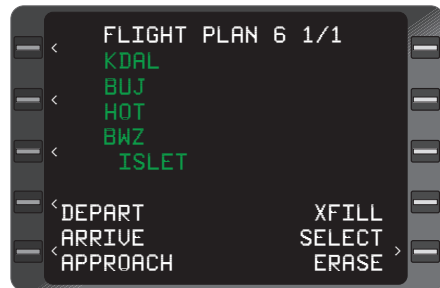 FLIGHT PLAN 6 1/1
KDAL
<BUJ
<HOT
BWZ
<ISLET
<DEPART XFILL
ARRIVE SELECT
<APPROACH ERASE>